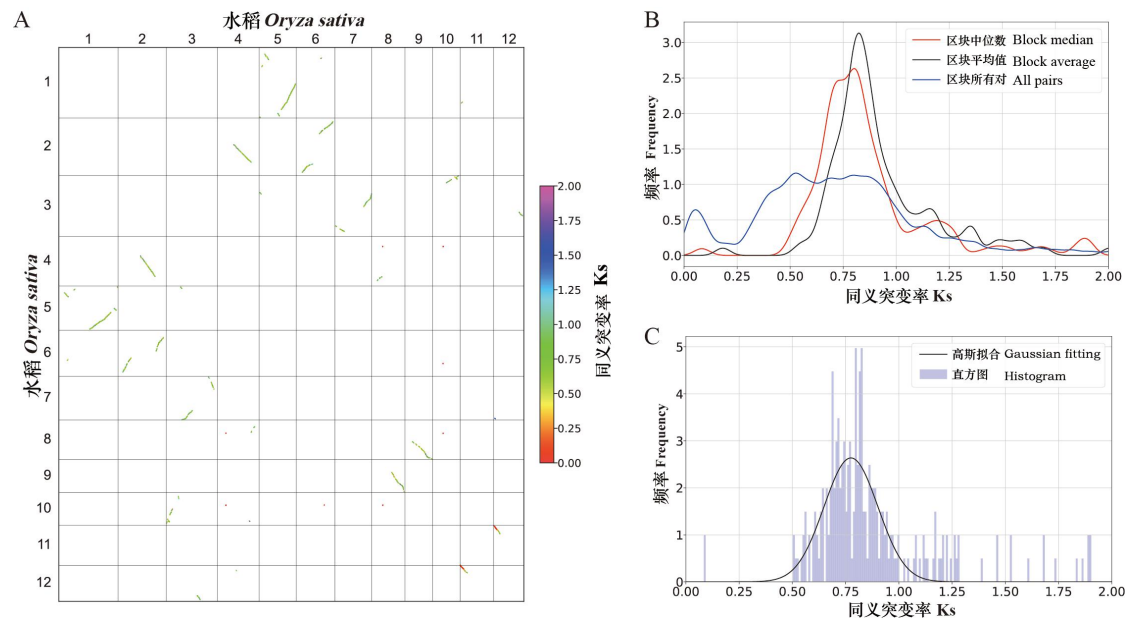 A
水稻 Oryza sativa
1 2 3 4 5 6 7 8 9 10 11 12
水稻 Oryza sativa
1
2
3
4
5
6
7
8
9
10
11
12
2.00
1.75
1.50
1.25
1.00
0.75
0.50
0.25
0.00
同义突变率 Ks
B
3.0
2.5
2.0
1.5
1.0
0.5
0.0
频率 Frequency
区块中位数 Block median
区块平均值 Block average
区块所有对 All pairs
0.00 0.25 0.50 0.75 1.00 1.25 1.50 1.75 2.00
同义突变率 Ks
C
5
4
3
2
1
0
频率 Frequency
高斯拟合 Gaussian fitting
直方图 Histogram
0.00 0.25 0.50 0.75 1.00 1.25 1.50 1.75 2.00
同义突变率 Ks